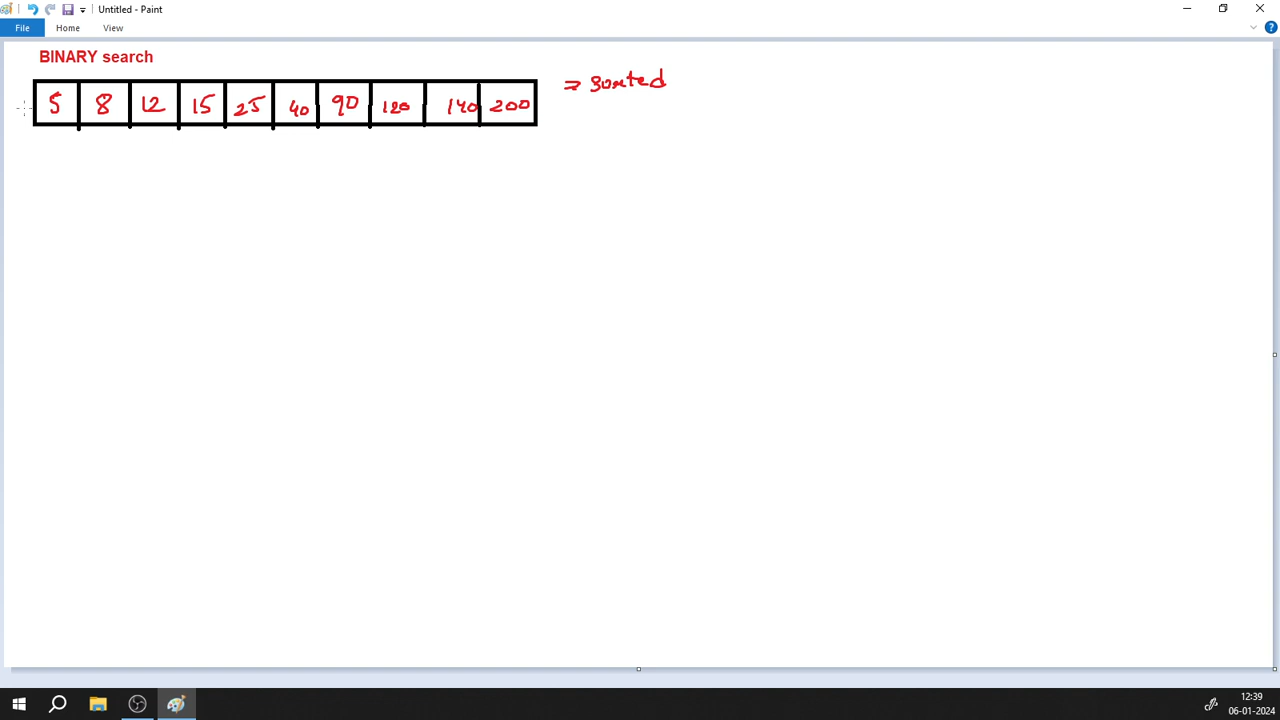 Untitled - Paint
File Home View
BINARY search
5 8 12 15 25 40 90 120 140 200 ⇒ sorted
12:39
06-01-2024